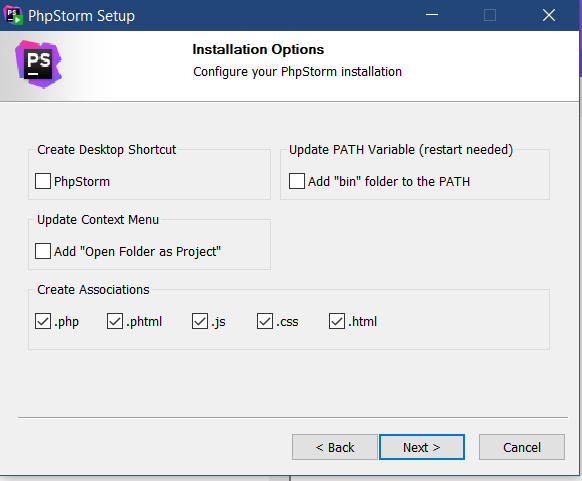 PhpStorm Setup
PS
Installation Options
Configure your PhpStorm installation
Create Desktop Shortcut
PhpStorm
Update PATH Variable (restart needed)
Add "bin" folder to the PATH
Update Context Menu
Add "Open Folder as Project"
Create Associations
.php .phtml .js .css .html
< Back Next > Cancel